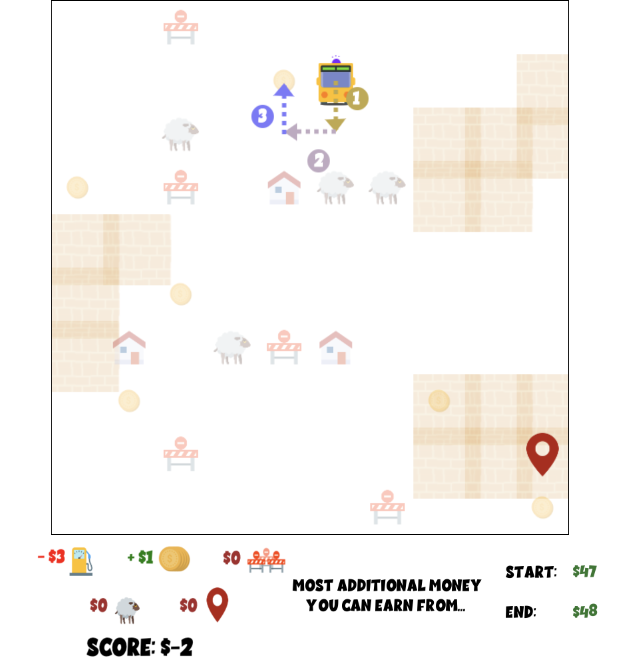 1
2
3
- $3
+ $1
$0
$0
$0
SCORE: $-2
MOST ADDITIONAL MONEY
YOU CAN EARN FROM...
START: $47
END: $48